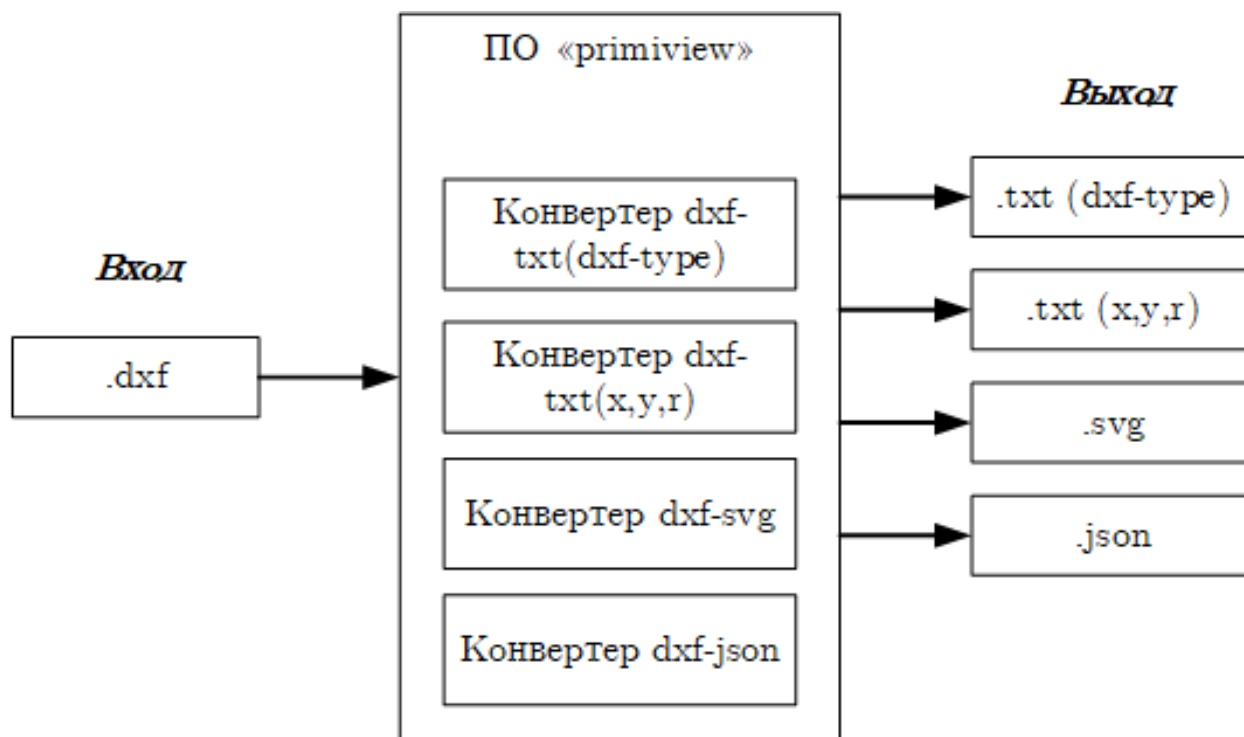 ПО «primiview»
Выход
Вход
.dxf
Конвертер dxf-
txt(dxf-type)
Конвертер dxf-
txt(x,y,r)
Конвертер dxf-svg
Конвертер dxf-json
.txt (dxf-type)
.txt (x,y,r)
.svg
.json